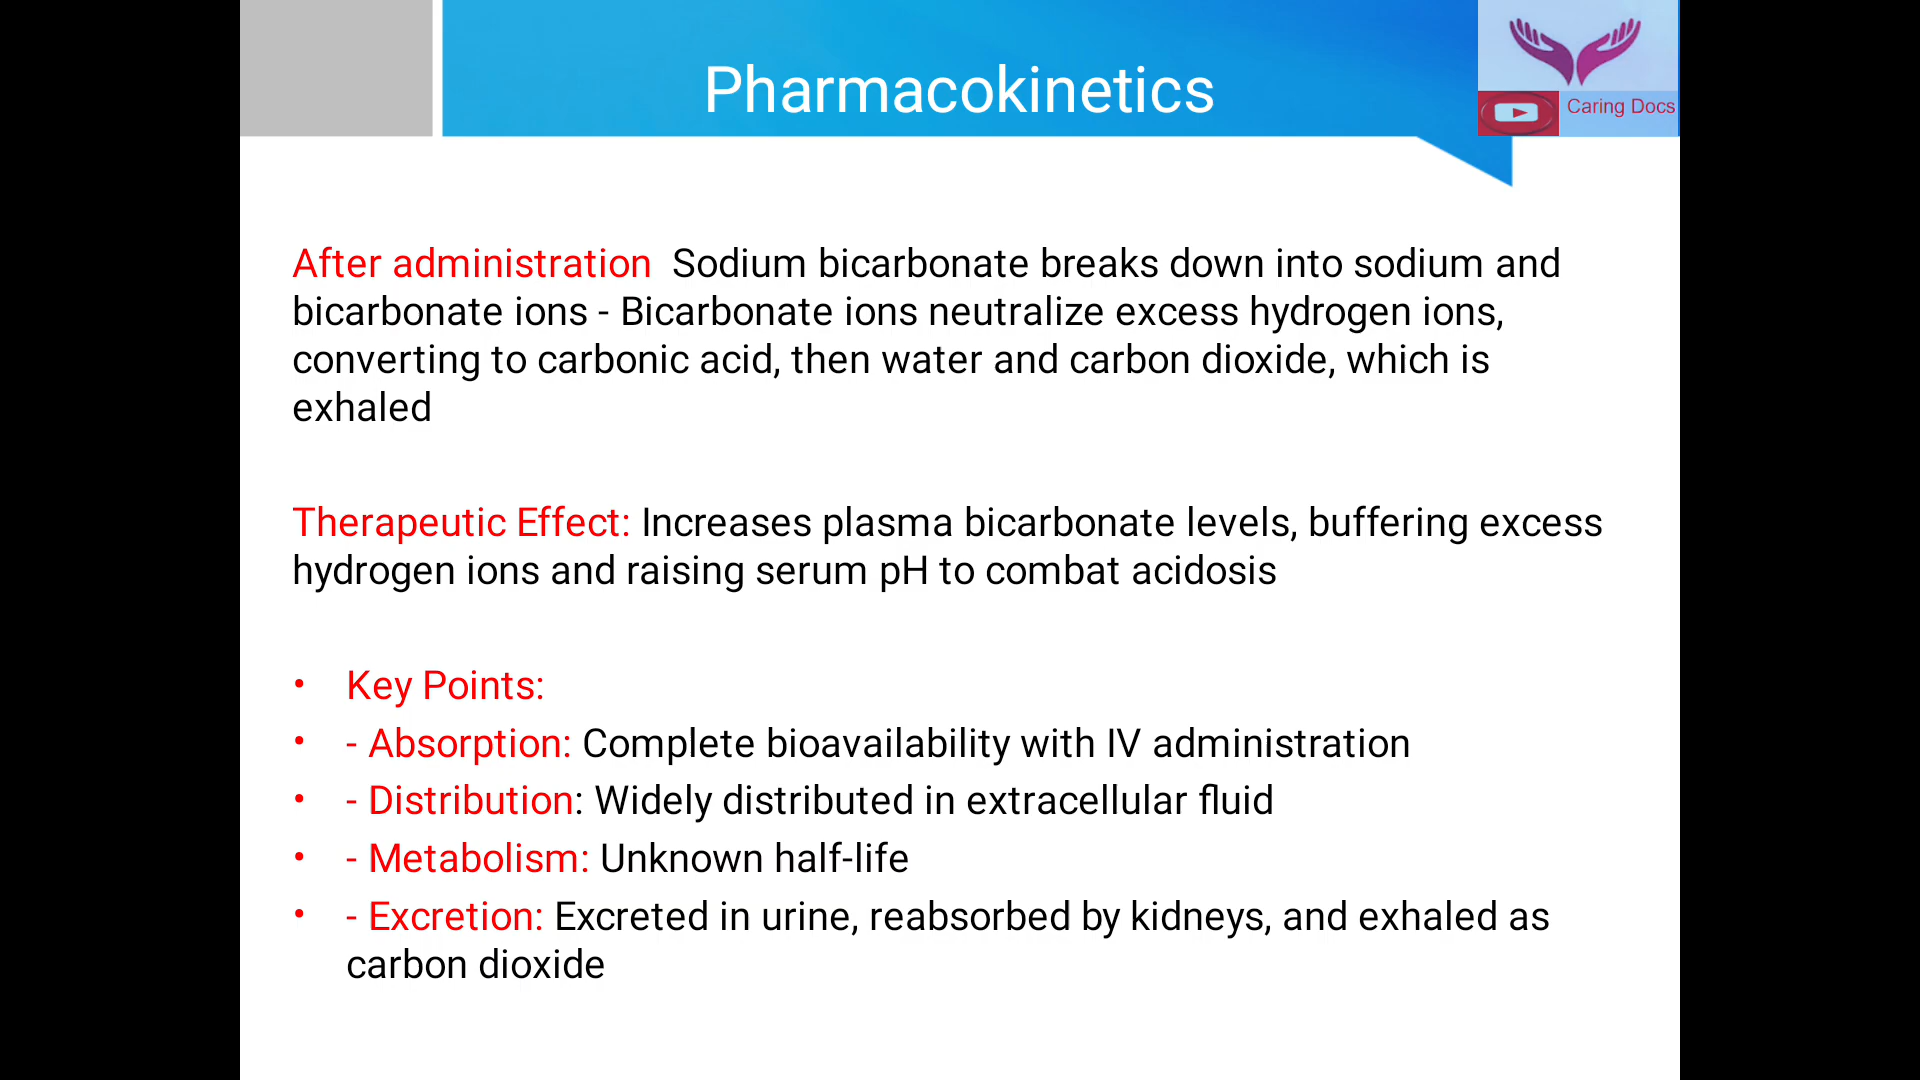 Pharmacokinetics
Caring Docs
After administration  Sodium bicarbonate breaks down into sodium and
bicarbonate ions - Bicarbonate ions neutralize excess hydrogen ions,
converting to carbonic acid, then water and carbon dioxide, which is
exhaled
Therapeutic Effect: Increases plasma bicarbonate levels, buffering excess
hydrogen ions and raising serum pH to combat acidosis
• Key Points:
• - Absorption: Complete bioavailability with IV administration
• - Distribution: Widely distributed in extracellular fluid
• - Metabolism: Unknown half-life
• - Excretion: Excreted in urine, reabsorbed by kidneys, and exhaled as
carbon dioxide